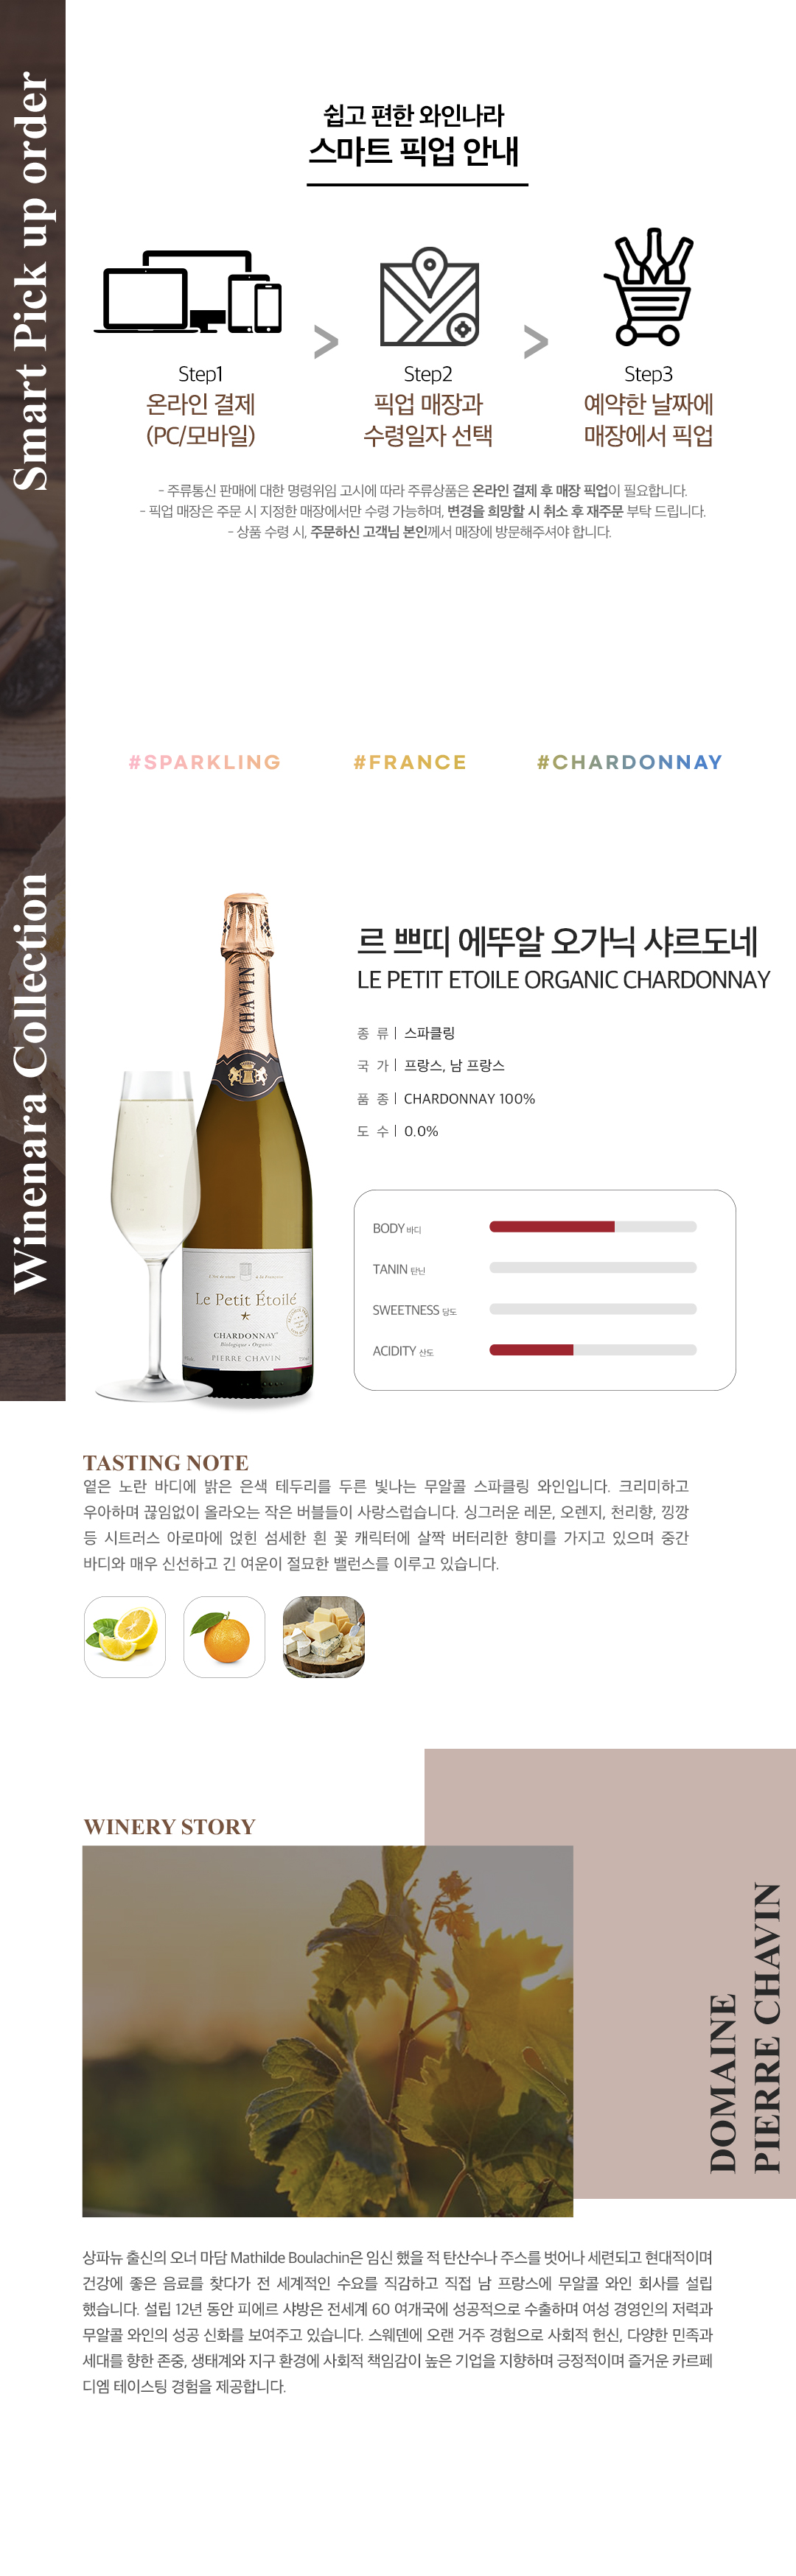 Smart Pick up order
쉽고 편한 와인나라
스마트 픽업 안내
Step1
온라인 결제
(PC/모바일)
>
Step2
픽업 매장과
수령일자 선택
>
Step3
예약한 날짜에
매장에서 픽업
- 주류통신 판매에 대한 명령위임 고시에 따라 주류상품은 온라인 결제 후 매장 픽업이 필요합니다.
- 픽업 매장은 주문 시 지정한 매장에서만 수령 가능하며, 변경을 희망할 시 취소 후 재주문 부탁 드립니다.
- 상품 수령 시, 주문하신 고객님 본인께서 매장에 방문해주셔야 합니다.
#SPARKLING #FRANCE #CHARDONNAY
Winenara Collection
CHAVIN
Le Petit Étoilé
CHARDONNAY
Biologique • Organic
PIERRE CHAVIN
르 쁘띠 에뚜알 오가닉 샤르도네
LE PETIT ETOILE ORGANIC CHARDONNAY
종 류 | 스파클링
국 가 | 프랑스, 남 프랑스
품 종 | CHARDONNAY 100%
도 수 | 0.0%
BODY 바디
TANIN 탄닌
SWEETNESS 당도
ACIDITY 산도
TASTING NOTE
옅은 노란 바디에 밝은 은색 테두리를 두른 빛나는 무알콜 스파클링 와인입니다. 크리미하고
우아하며 끊임없이 올라오는 작은 버블들이 사랑스럽습니다. 싱그러운 레몬, 오렌지, 천리향, 낑깡
등 시트러스 아로마에 얹힌 섬세한 흰 꽃 캐릭터에 살짝 버터리한 향미를 가지고 있으며 중간
바디와 매우 신선하고 긴 여운이 절묘한 밸런스를 이루고 있습니다.
WINERY STORY
DOMAINE
PIERRE CHAVIN
상파뉴 출신의 오너 마담 Mathilde Boulachin은 임신 했을 적 탄산수나 주스를 벗어나 세련되고 현대적이며
건강에 좋은 음료를 찾다가 전 세계적인 수요를 직감하고 직접 남 프랑스에 무알콜 와인 회사를 설립
했습니다. 설립 12년 동안 피에르 샤방은 전세계 60 여개국에 성공적으로 수출하며 여성 경영인의 저력과
무알콜 와인의 성공 신화를 보여주고 있습니다. 스웨덴에 오랜 거주 경험으로 사회적 헌신, 다양한 민족과
세대를 향한 존중, 생태계와 지구 환경에 사회적 책임감이 높은 기업을 지향하며 긍정적이며 즐거운 카르페
디엠 테이스팅 경험을 제공합니다.